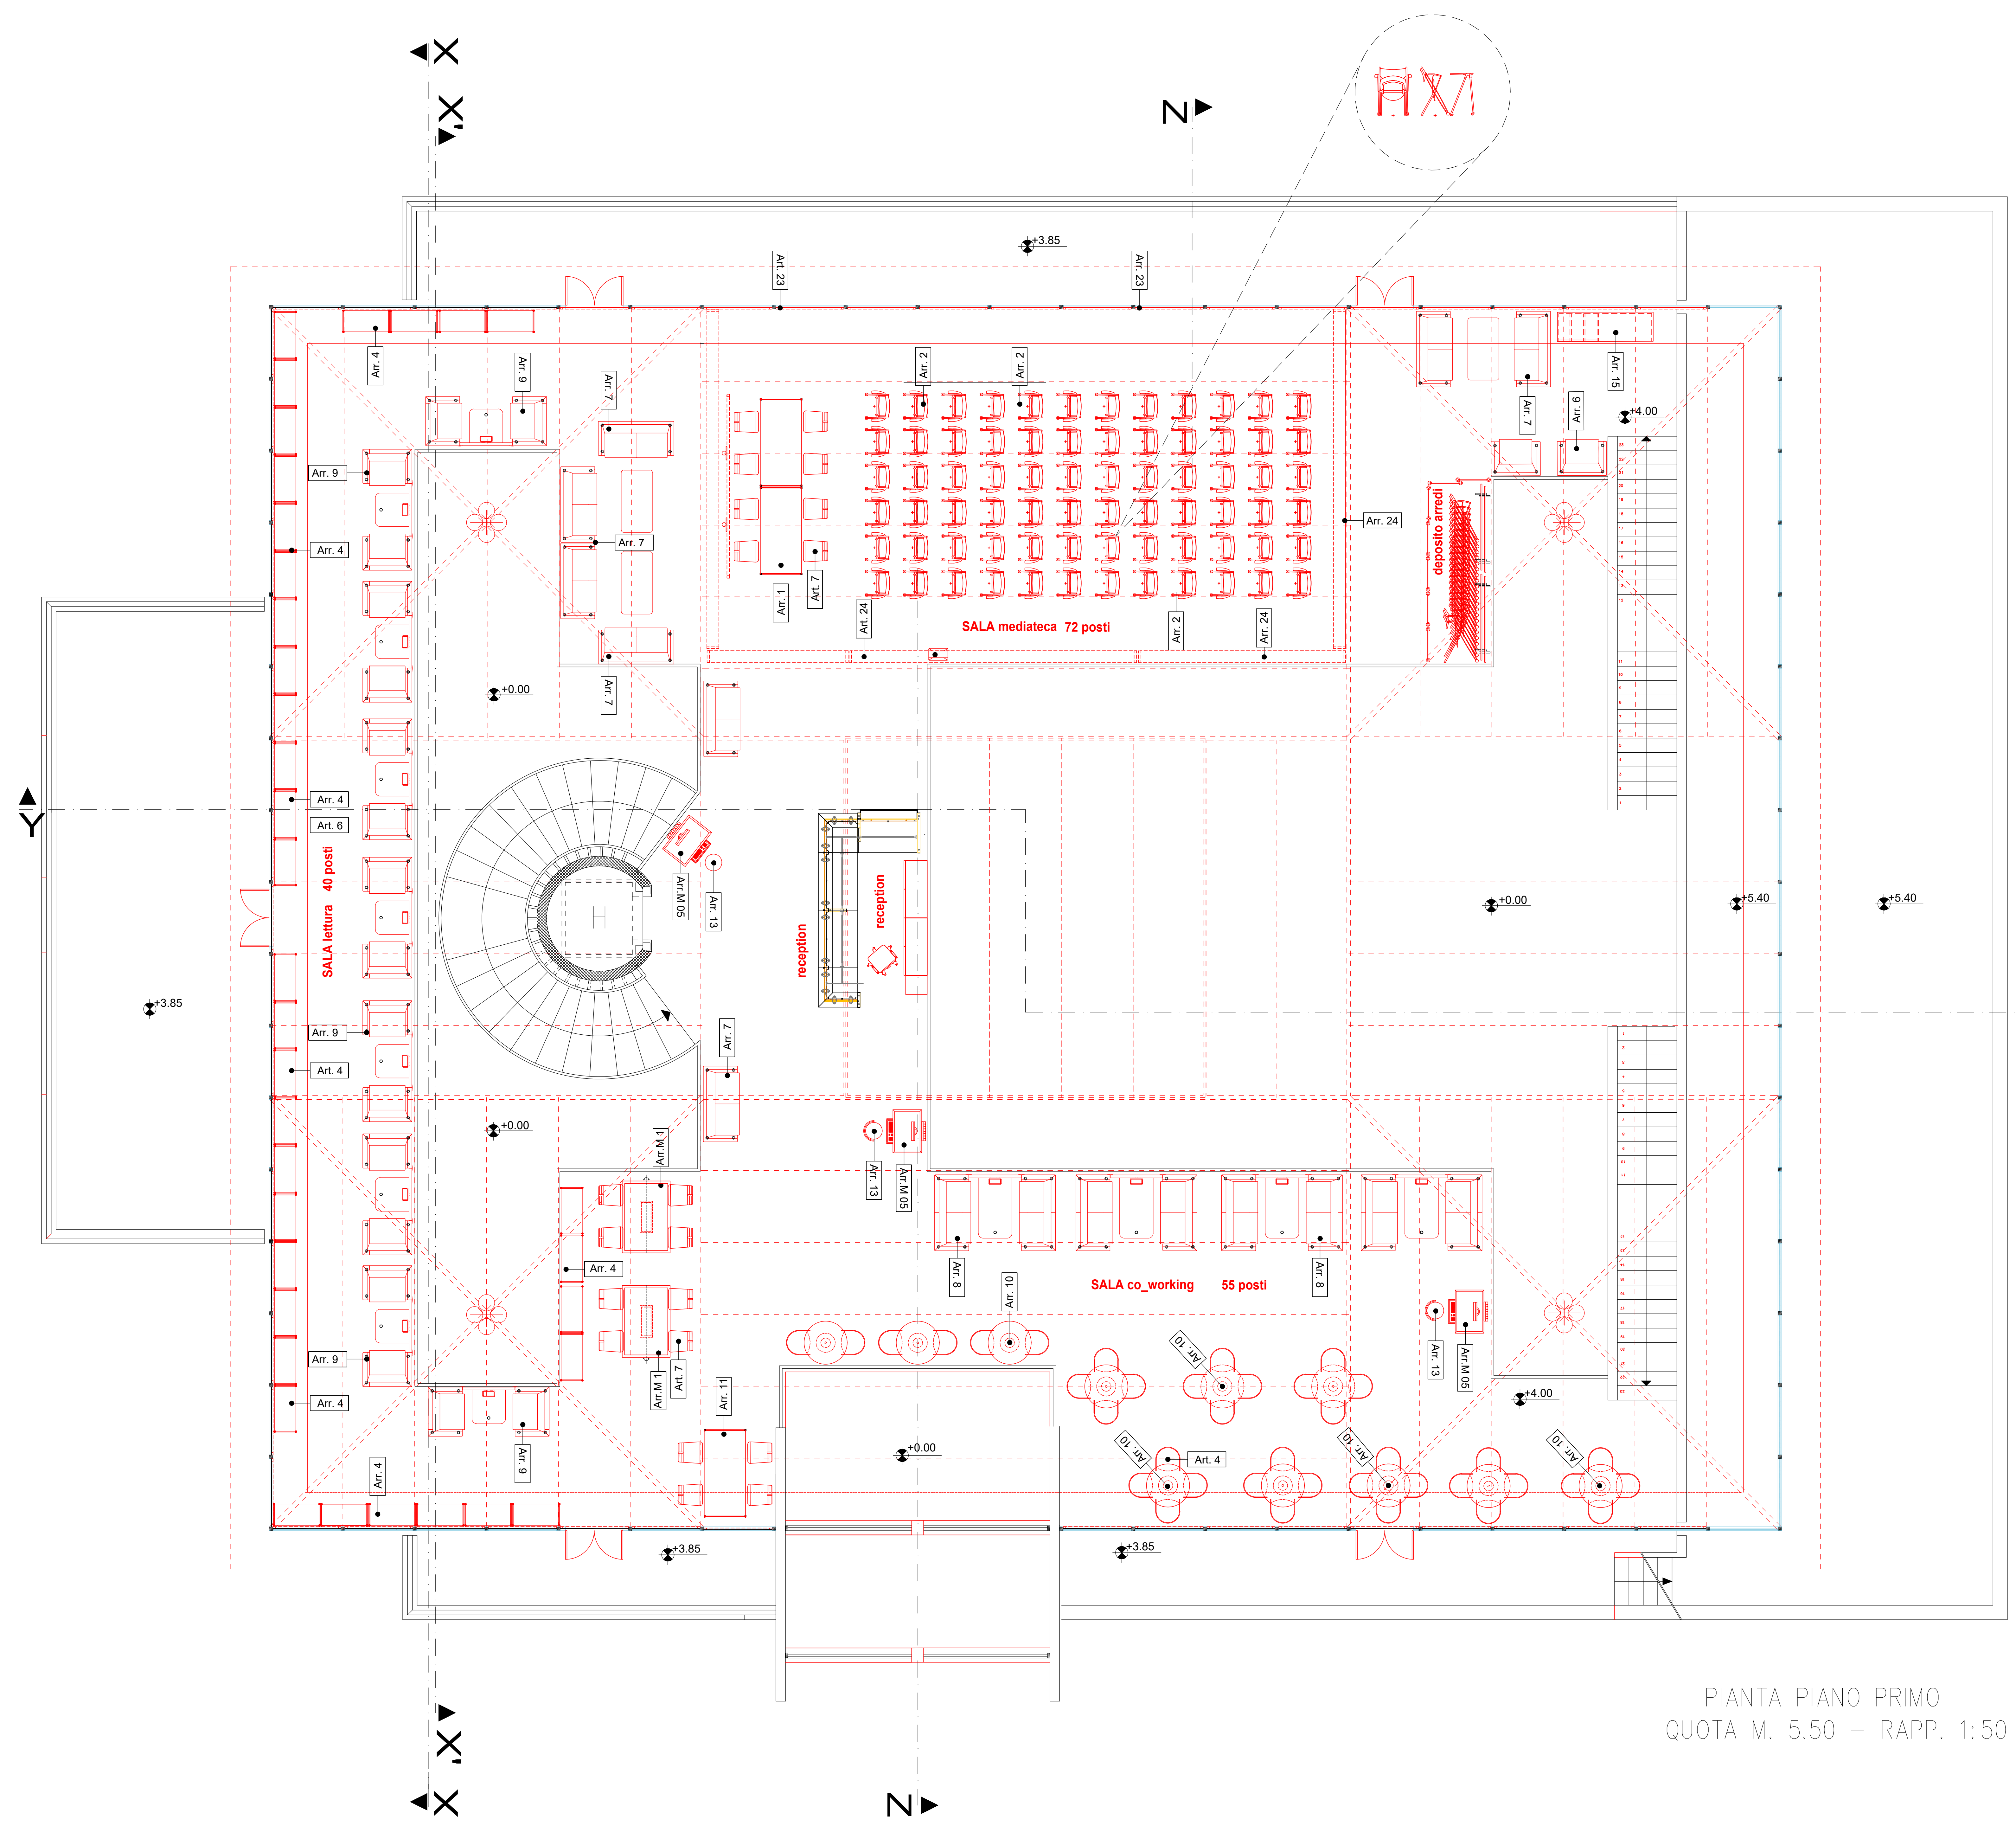 X
X'
Z
+3.85
Art. 23
Arr. 23
Arr. 4
Arr. 9
Arr. 7
Arr. 2
Arr. 2
Arr. 7
Arr. 15
Arr. 6
+4.00
Arr. 9
Arr. 4
Arr. 7
Arr. 1
Art. 7
Arr. 24
deposito arredi
Art. 24
SALA mediateca 72 posti
Arr. 2
Arr. 24
Arr. 7
+0.00
Y
Arr. 4
Art. 6
SALA lettura 40 posti
Arr.M 05
Arr. 13
H
reception
reception
+0.00
+5.40
+5.40
+3.85
Arr. 9
Art. 4
Arr. 7
+0.00
Arr.M 1
Arr. 13
Arr.M 05
Arr. 4
Arr. 8
Arr. 10
SALA co_working 55 posti
Arr. 8
Arr. 13
Arr.M 05
Arr. 9
Arr. 4
Arr.M 1
Art. 7
Arr. 11
Arr. 10
+4.00
Arr. 9
Arr. 4
+0.00
Arr. 10
Art. 4
Arr. 10
Arr. 10
+3.85
+3.85
X'
X
Z
PIANTA PIANO PRIMO
QUOTA M. 5.50 – RAPP. 1:50